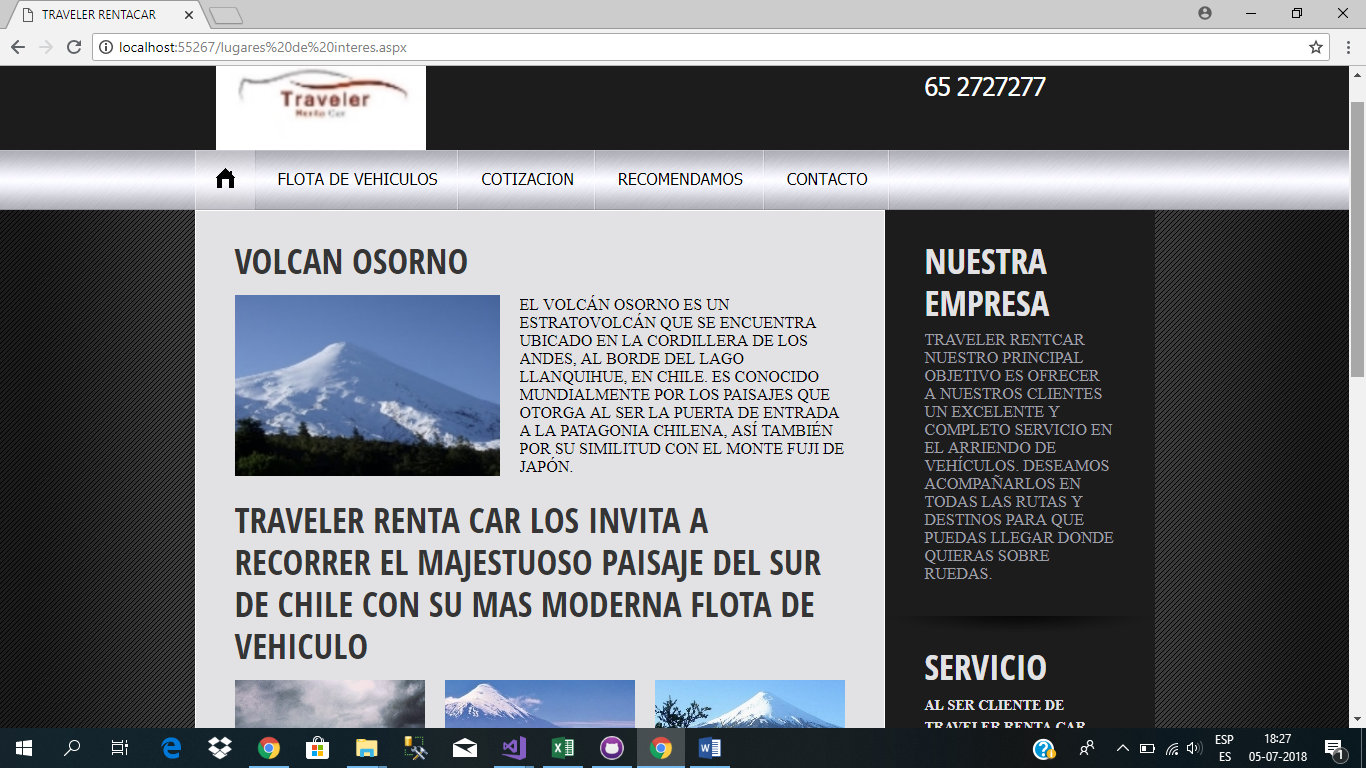 TRAVELER RENTACAR
localhost:55267/lugares%20de%20interes.aspx
Traveler
Renta Car
65 2727277
FLOTA DE VEHICULOS
COTIZACION
RECOMENDAMOS
CONTACTO
VOLCAN OSORNO
EL VOLCÁN OSORNO ES UN
ESTRATOVOLCÁN QUE SE ENCUENTRA
UBICADO EN LA CORDILLERA DE LOS
ANDES, AL BORDE DEL LAGO
LLANQUIHUE, EN CHILE. ES CONOCIDO
MUNDIALMENTE POR LOS PAISAJES QUE
OTORGA AL SER LA PUERTA DE ENTRADA
A LA PATAGONIA CHILENA, ASÍ TAMBIÉN
POR SU SIMILITUD CON EL MONTE FUJI DE
JAPÓN.
TRAVELER RENTA CAR LOS INVITA A
RECORRER EL MAJESTUOSO PAISAJE DEL SUR
DE CHILE CON SU MAS MODERNA FLOTA DE
VEHICULO
NUESTRA
EMPRESA
TRAVELER RENTCAR
NUESTRO PRINCIPAL
OBJETIVO ES OFRECER
A NUESTROS CLIENTES
UN EXCELENTE Y
COMPLETO SERVICIO EN
EL ARRIENDO DE
VEHÍCULOS. DESEAMOS
ACOMPAÑARLOS EN
TODAS LAS RUTAS Y
DESTINOS PARA QUE
PUEDAS LLEGAR DONDE
QUIERAS SOBRE
RUEDAS.
SERVICIO
AL SER CLIENTE DE
TRAVELER RENTA CAR
ESP
ES
18:27
05-07-2018
1